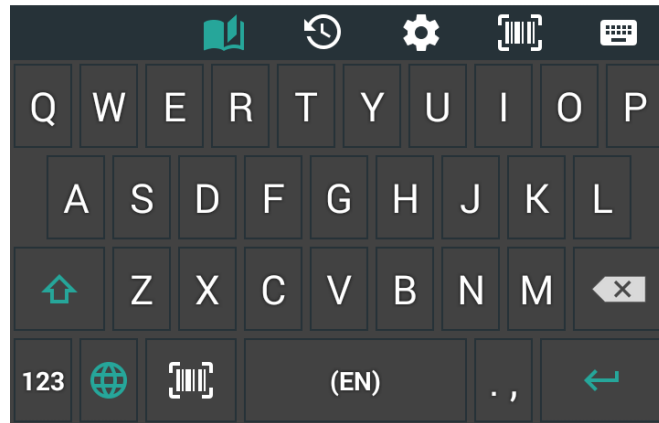 Q W E R T Y U I O P
A S D F G H J K L
Z X C V B N M
123 (EN) . ,